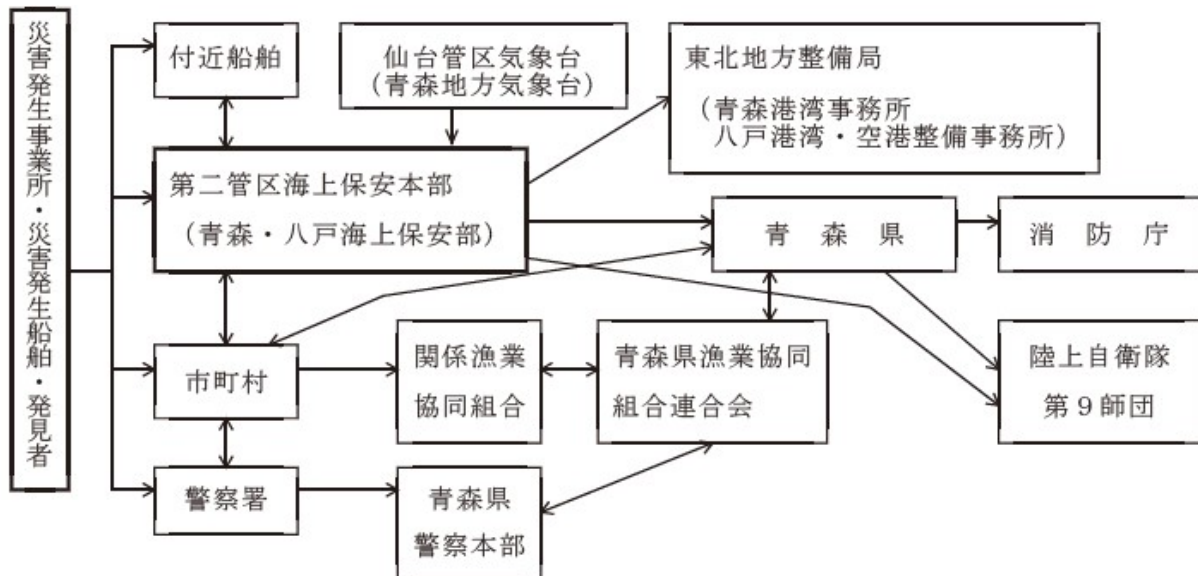 災害発生事業所・災害発生船舶・発見者
付近船舶
仙台管区気象台
(青森地方気象台)
東北地方整備局
(青森港湾事務所
八戸港湾・空港整備事務所)
第二管区海上保安本部
(青森・八戸海上保安部)
青森県
消防庁
市町村
関係漁業
協同組合
青森県漁業協同
組合連合会
陸上自衛隊
第9師団
警察署
青森県
警察本部